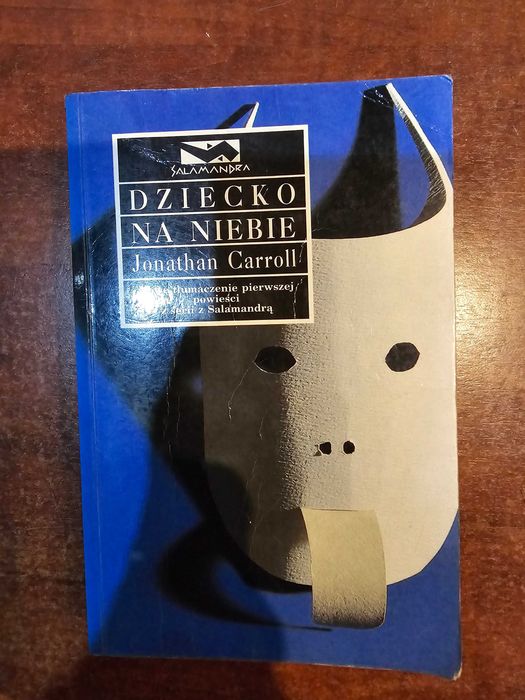 SALAMANDRA
DZIECKO
NA NIEBIE
Jonathan Carroll
tłumaczenie pierwszej
powieści
serii z Salamandrą